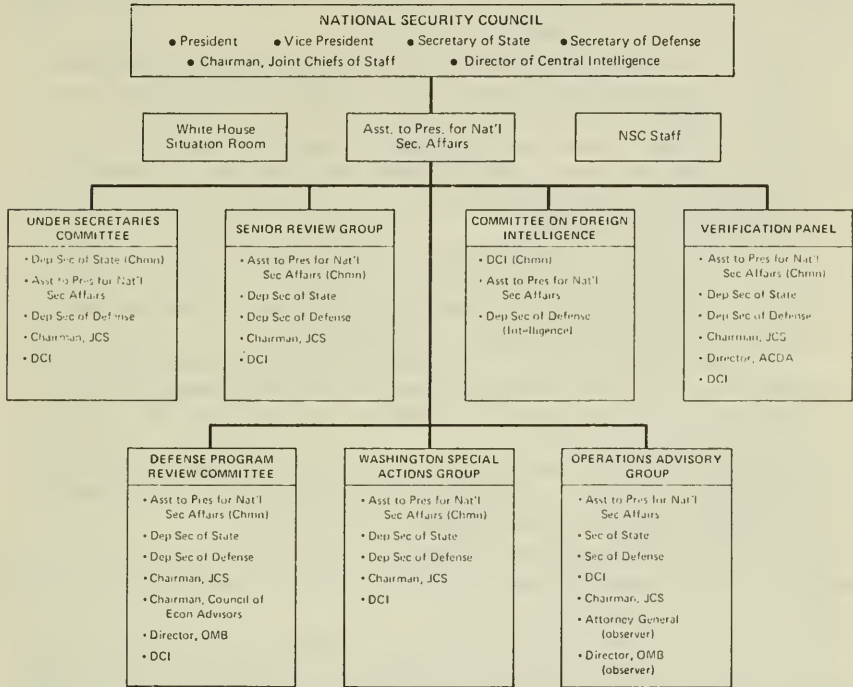 NATIONAL SECURITY COUNCIL
• President • Vice President • Secretary of State • Secretary of Defense
• Chairman, Joint Chiefs of Staff • Director of Central Intelligence
White House
Situation Room
Asst. to Pres. for Nat'l
Sec. Affairs
NSC Staff
UNDER SECRETARIES
COMMITTEE
• Dep Sec of State (Chmn)
• Asst to Pres for Nat'l
Sec Affairs
• Dep Sec of Defense
• Chairman, JCS
• DCI
SENIOR REVIEW GROUP
• Asst to Pres for Nat'l
Sec Affairs (Chmn)
• Dep Sec of State
• Dep Sec of Defense
• Chairman, JCS
• DCI
COMMITTEE ON FOREIGN
INTELLIGENCE
• DCI (Chmn)
• Asst to Pres for Nat'l
Sec Affairs
• Dep Sec of Defense
(Intelligence)
VERIFICATION PANEL
• Asst to Pres for Nat'l
Sec Affairs (Chmn)
• Dep Sec of State
• Dep Sec of Defense
• Chairman, JCS
• Director, ACDA
• DCI
DEFENSE PROGRAM
REVIEW COMMITTEE
• Asst to Pres for Nat'l
Sec Affairs (Chmn)
• Dep Sec of State
• Dep Sec of Defense
• Chairman, JCS
• Chairman, Council of
Econ Advisors
• Director, OMB
• DCI
WASHINGTON SPECIAL
ACTIONS GROUP
• Asst to Pres for Nat'l
Sec Affairs (Chmn)
• Dep Sec of State
• Dep Sec of Defense
• Chairman, JCS
• DCI
OPERATIONS ADVISORY
GROUP
• Asst to Pres for Nat'l
Sec Affairs
• Sec of State
• Sec of Defense
• DCI
• Chairman, JCS
• Attorney General
(observer)
• Director, OMB
(observer)